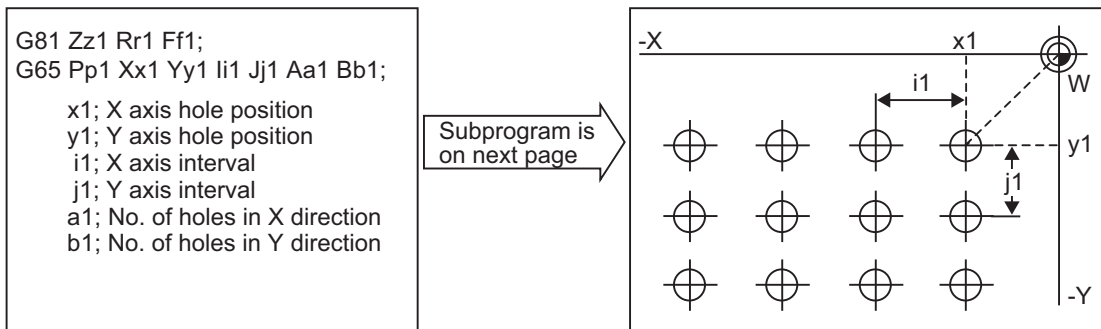 G81 Zz1 Rr1 Ff1;
G65 Pp1 Xx1 Yy1 Ii1 Jj1 Aa1 Bb1;
x1; X axis hole position
y1; Y axis hole position
i1; X axis interval
j1; Y axis interval
a1; No. of holes in X direction
b1; No. of holes in Y direction
Subprogram is
on next page
-X
x1
W
i1
y1
j1
-Y